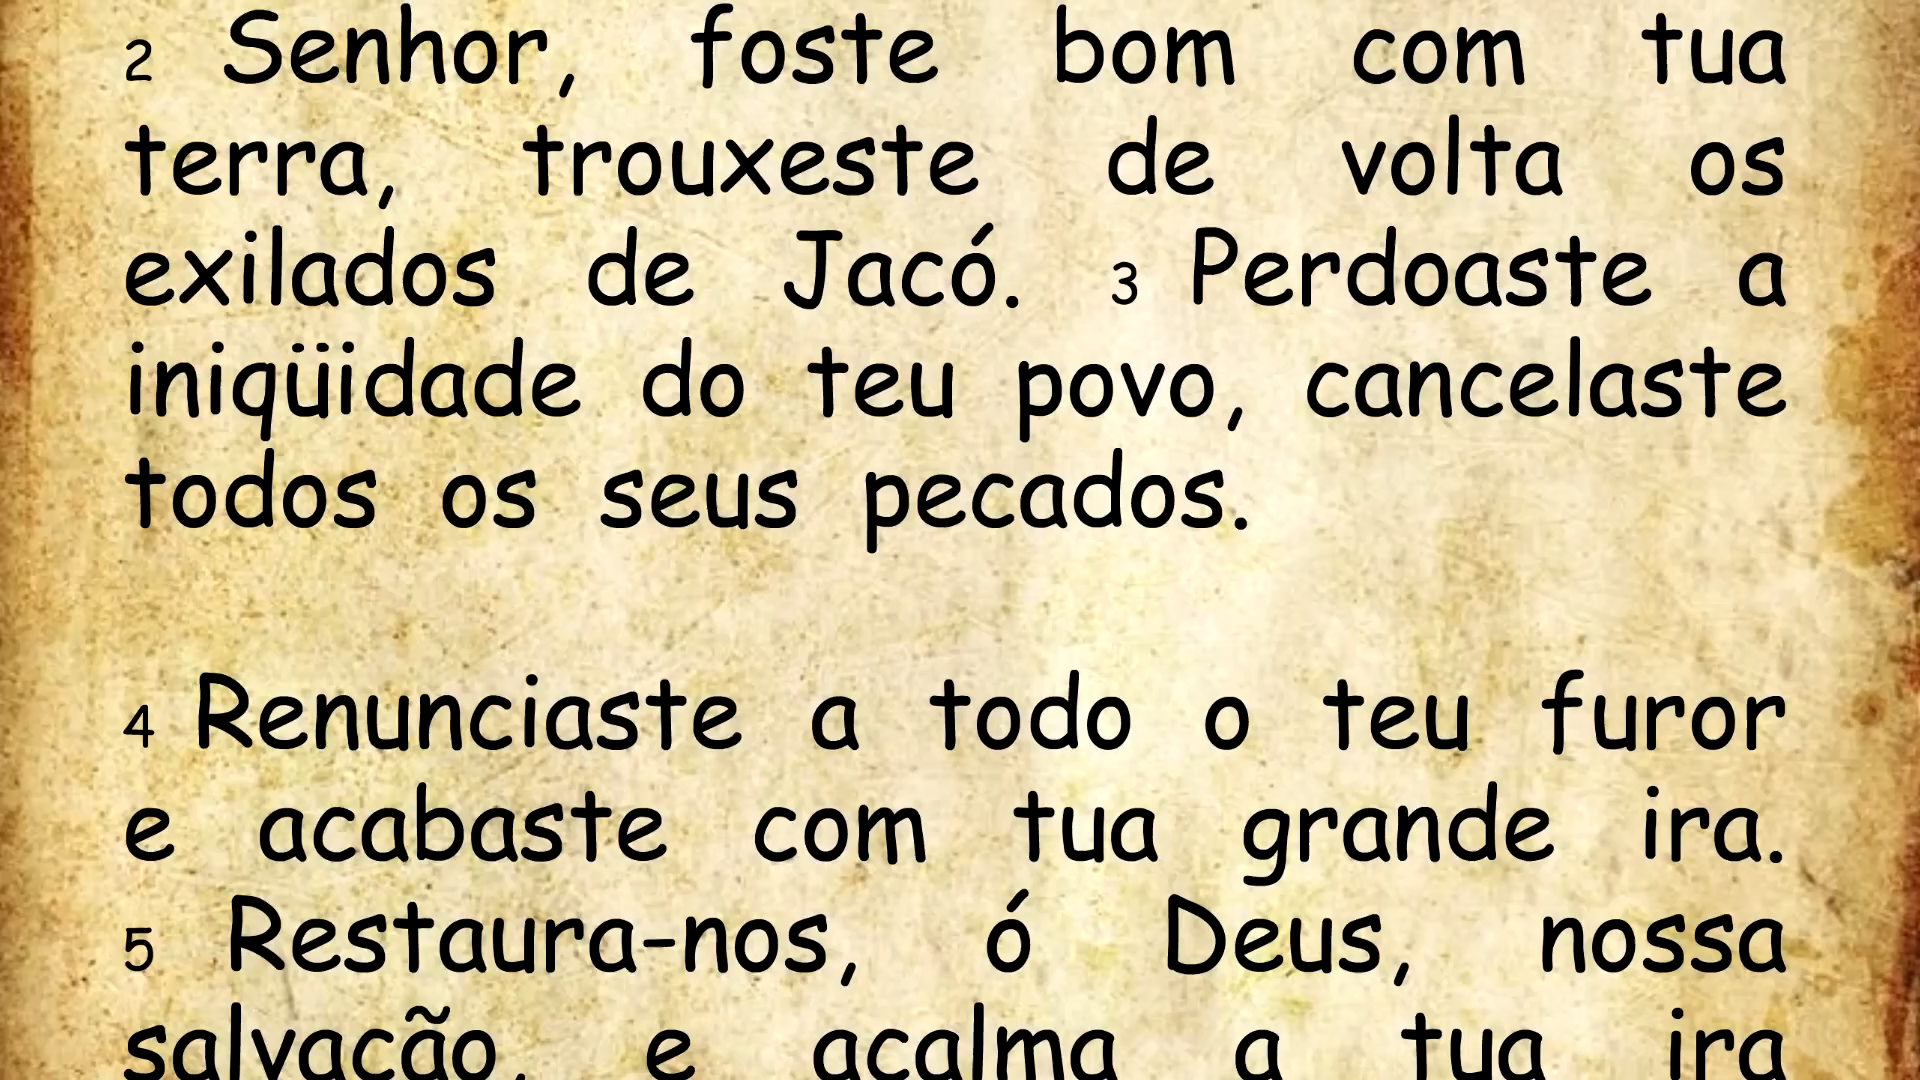 2 Senhor, foste bom com tua
terra, trouxeste de volta os
exilados de Jacó. 3 Perdoaste a
iniqüidade do teu povo, cancelaste
todos os seus pecados.
4 Renunciaste a todo o teu furor
e acabaste com tua grande ira.
5 Restaura-nos, ó Deus, nossa
salvação, e acalma a tua ira